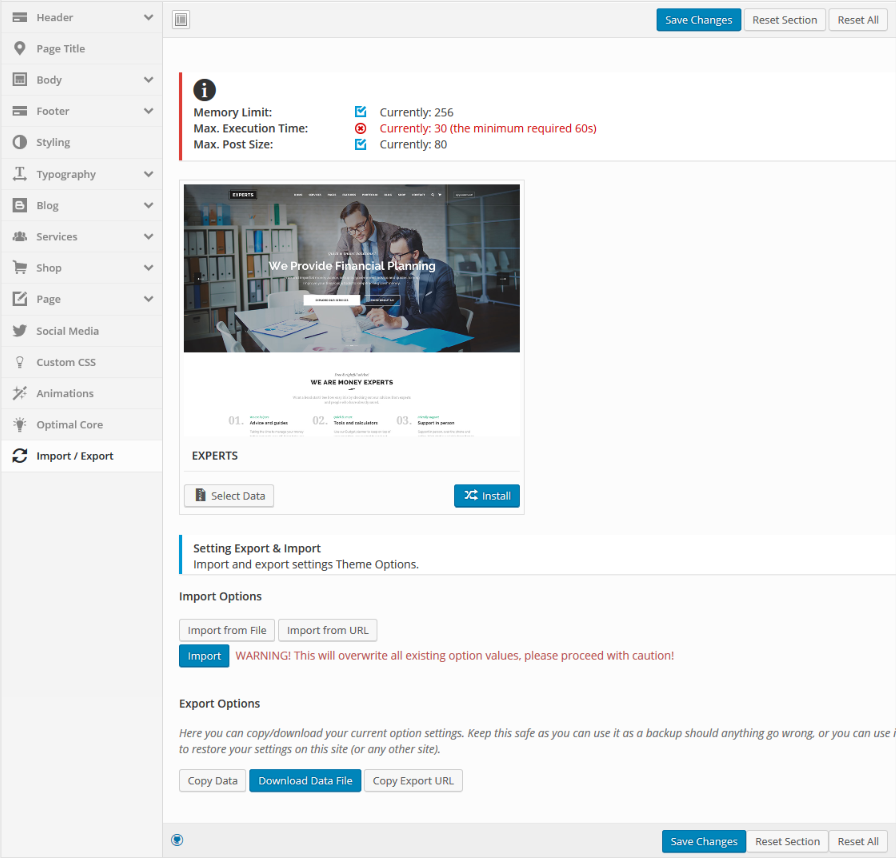 Header
Page Title
Body
Footer
Styling
Typography
Blog
Services
Shop
Page
Social Media
Custom CSS
Animations
Optimal Core
Import / Export
Save Changes Reset Section Reset All
Memory Limit: Currently: 256
Max. Execution Time: Currently: 30 (the minimum required 60s)
Max. Post Size: Currently: 80
EXPERTS
We Provide Financial Planning
WE ARE MONEY EXPERTS
01. 02. 03.
Advice and guides Tools and calculators Support in person
EXPERTS
Select Data Install
Setting Export & Import
Import and export settings Theme Options.
Import Options
Import from File Import from URL
Import WARNING! This will overwrite all existing option values, please proceed with caution!
Export Options
Here you can copy/download your current option settings. Keep this safe as you can use it as a backup should anything go wrong, or you can use i
to restore your settings on this site (or any other site).
Copy Data Download Data File Copy Export URL
Save Changes Reset Section Reset All